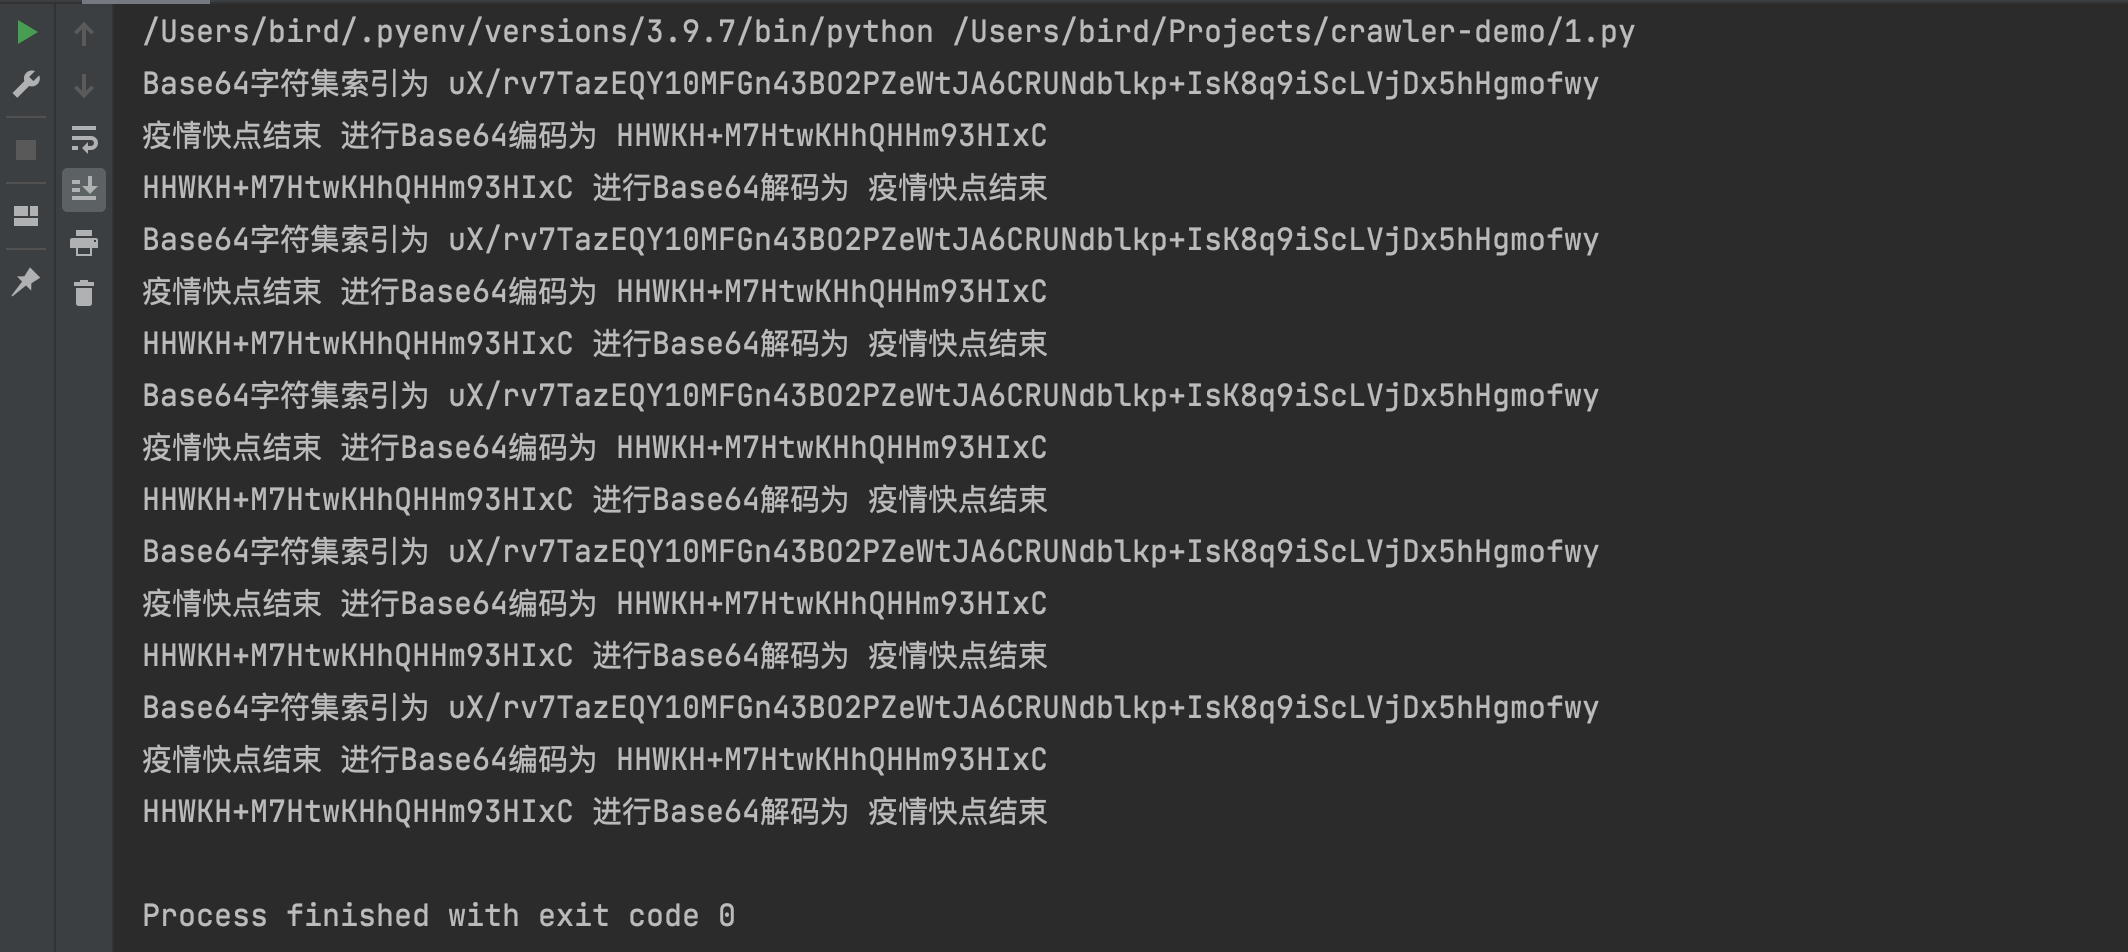 /Users/bird/.pyenv/versions/3.9.7/bin/python /Users/bird/Projects/crawler-demo/1.py
Base64字符集索引为 uX/rv7TazEQY10MFGn43BO2PZeWtJA6CRUNdblkp+IsK8q9iScLVjDx5hHgmofwy
疫情快点结束 进行Base64编码为 HHWKH+M7HtwKHhQHHm93HIxC
HHWKH+M7HtwKHhQHHm93HIxC 进行Base64解码为 疫情快点结束
Base64字符集索引为 uX/rv7TazEQY10MFGn43BO2PZeWtJA6CRUNdblkp+IsK8q9iScLVjDx5hHgmofwy
疫情快点结束 进行Base64编码为 HHWKH+M7HtwKHhQHHm93HIxC
HHWKH+M7HtwKHhQHHm93HIxC 进行Base64解码为 疫情快点结束
Base64字符集索引为 uX/rv7TazEQY10MFGn43BO2PZeWtJA6CRUNdblkp+IsK8q9iScLVjDx5hHgmofwy
疫情快点结束 进行Base64编码为 HHWKH+M7HtwKHhQHHm93HIxC
HHWKH+M7HtwKHhQHHm93HIxC 进行Base64解码为 疫情快点结束
Base64字符集索引为 uX/rv7TazEQY10MFGn43BO2PZeWtJA6CRUNdblkp+IsK8q9iScLVjDx5hHgmofwy
疫情快点结束 进行Base64编码为 HHWKH+M7HtwKHhQHHm93HIxC
HHWKH+M7HtwKHhQHHm93HIxC 进行Base64解码为 疫情快点结束
Base64字符集索引为 uX/rv7TazEQY10MFGn43BO2PZeWtJA6CRUNdblkp+IsK8q9iScLVjDx5hHgmofwy
疫情快点结束 进行Base64编码为 HHWKH+M7HtwKHhQHHm93HIxC
HHWKH+M7HtwKHhQHHm93HIxC 进行Base64解码为 疫情快点结束
Process finished with exit code 0